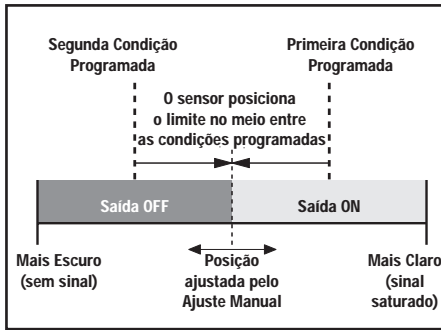 Segunda Condição
Programada
Primeira Condição
Programada
O sensor posiciona
o limite no meio entre
as condições programadas
Saída OFF
Saída ON
Mais Escuro
(sem sinal)
Posição
ajustada pelo
Ajuste Manual
Mais Claro
(sinal
saturado)